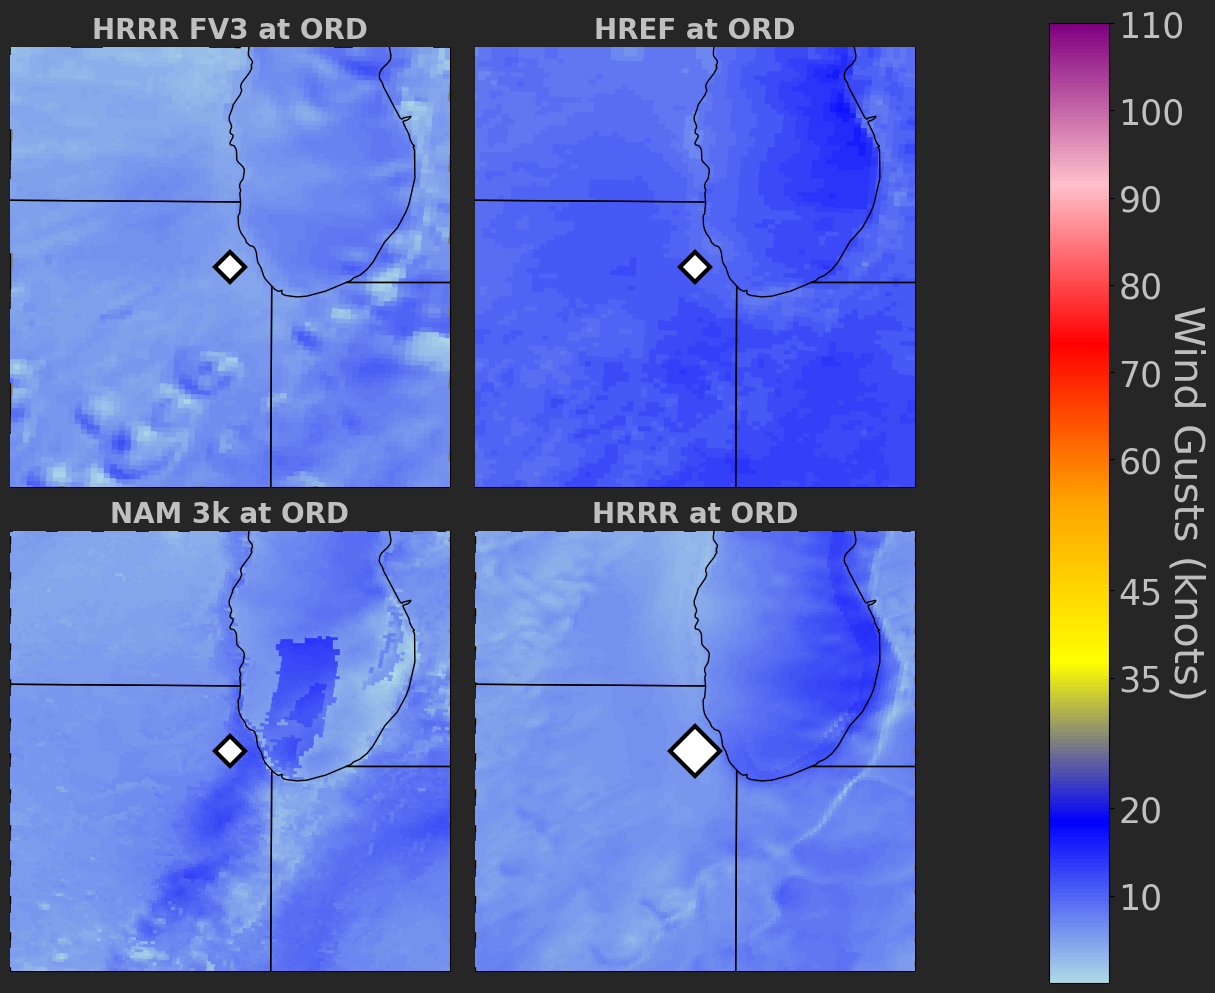 HRRR FV3 at ORD
HREF at ORD
NAM 3k at ORD
HRRR at ORD
110
100
90
80
70
60
45
35
20
10
Wind Gusts (knots)